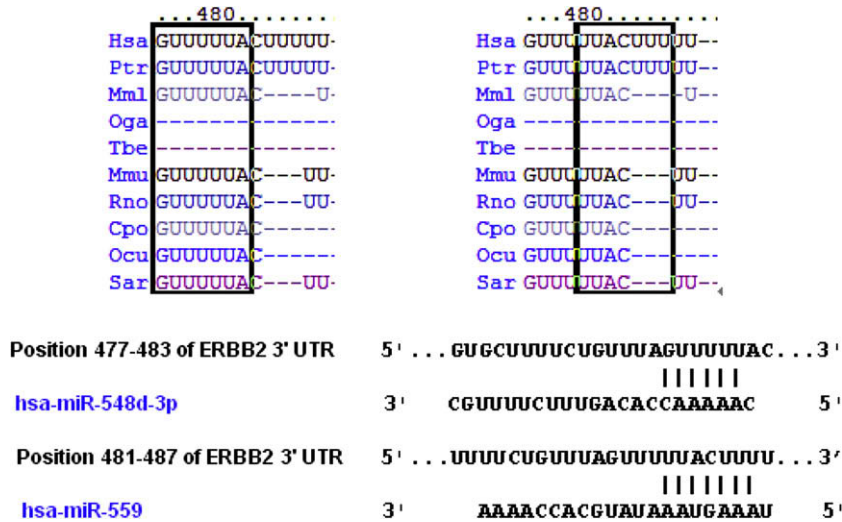 ...480.......
Hsa GUUUUUACUUUUU-
Ptr GUUUUUACUUUUU-
Mml GUUUUUAC----U-
Oga --------------
Tbe --------------
Mmu GUUUUUAC---UU-
Rno GUUUUUAC---UU-
Cpo GUUUUUAC------
Ocu GUUUUUAC------
Sar GUUUUUAC---UU-
...480.......
Hsa GUUUUUACUUUUU--
Ptr GUUUUUACUUUUU--
Mml GUUUUUAC----U--
Oga ---------------
Tbe ---------------
Mmu GUUUUUAC---UU--
Rno GUUUUUAC---UU--
Cpo GUUUUUAC-------
Ocu GUUUUUAC-------
Sar GUUUUUAC---UU--
Position 477-483 of ERBB2 3' UTR 5' ...GUGCUUUUCUGUUUAGUUUUUAC...3'
hsa-miR-548d-3p 3' CGUUUUCUUUGACACCAAAAAC 5'
Position 481-487 of ERBB2 3' UTR 5' ...UUUUCUGUUUAGUUUUUACUUUU...3'
hsa-miR-559 3' AAAACCACGUAUAAAUGAAAU 5'